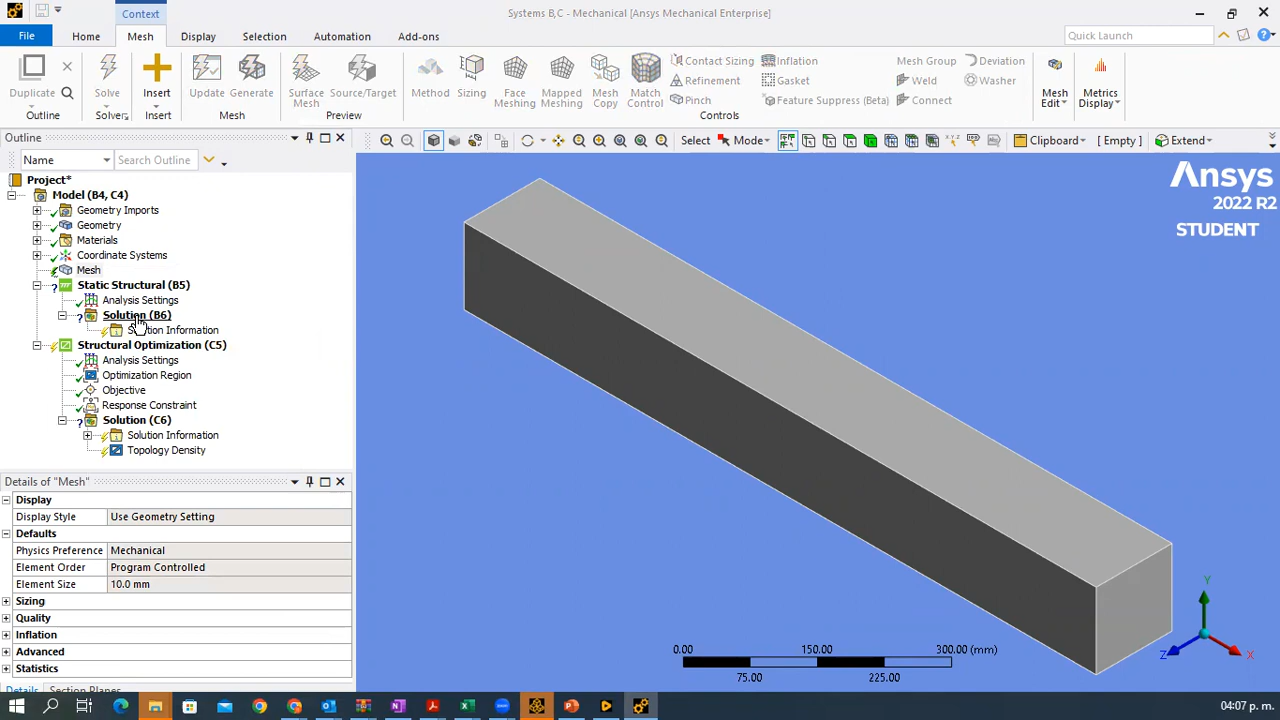 Systems B,C - Mechanical [Ansys Mechanical Enterprise]
Context
File Home Mesh Display Selection Automation Add-ons Quick Launch
Duplicate Solve Insert Update Generate Surface Mesh Source/Target Method Sizing Face Meshing Mapped Meshing Mesh Copy Match Control
Contact Sizing Inflation Mesh Group Deviation
Refinement Gasket Weld Washer
Pinch Feature Suppress (Beta) Connect
Mesh Edit Metrics Display
Outline Solver Insert Mesh Preview Controls
Outline
Select Mode Clipboard [ Empty ] Extend
Name Search Outline
Project*
Model (B4, C4)
Geometry Imports
Geometry
Materials
Coordinate Systems
Mesh
Static Structural (B5)
Analysis Settings
Solution (B6)
Solution Information
Structural Optimization (C5)
Analysis Settings
Optimization Region
Objective
Response Constraint
Solution (C6)
Solution Information
Topology Density
Details of "Mesh"
Display
Display Style Use Geometry Setting
Defaults
Physics Preference Mechanical
Element Order Program Controlled
Element Size 10.0 mm
Sizing
Quality
Inflation
Advanced
Statistics
Details Section Planes
Ansys
2022 R2
STUDENT
0.00 150.00 300.00 (mm)
75.00 225.00
Y
Z X
04:07 p. m.